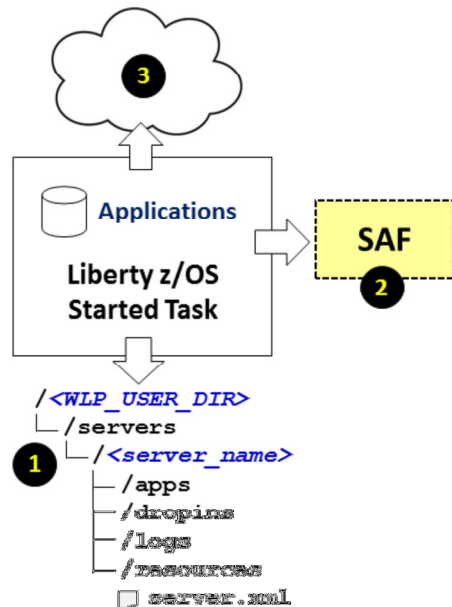 3
Applications
Liberty z/OS
Started Task
SAF
2
/<WLP_USER_DIR>
/servers
1
/<server_name>
/apps
/dropins
/logs
/resources
server.xml